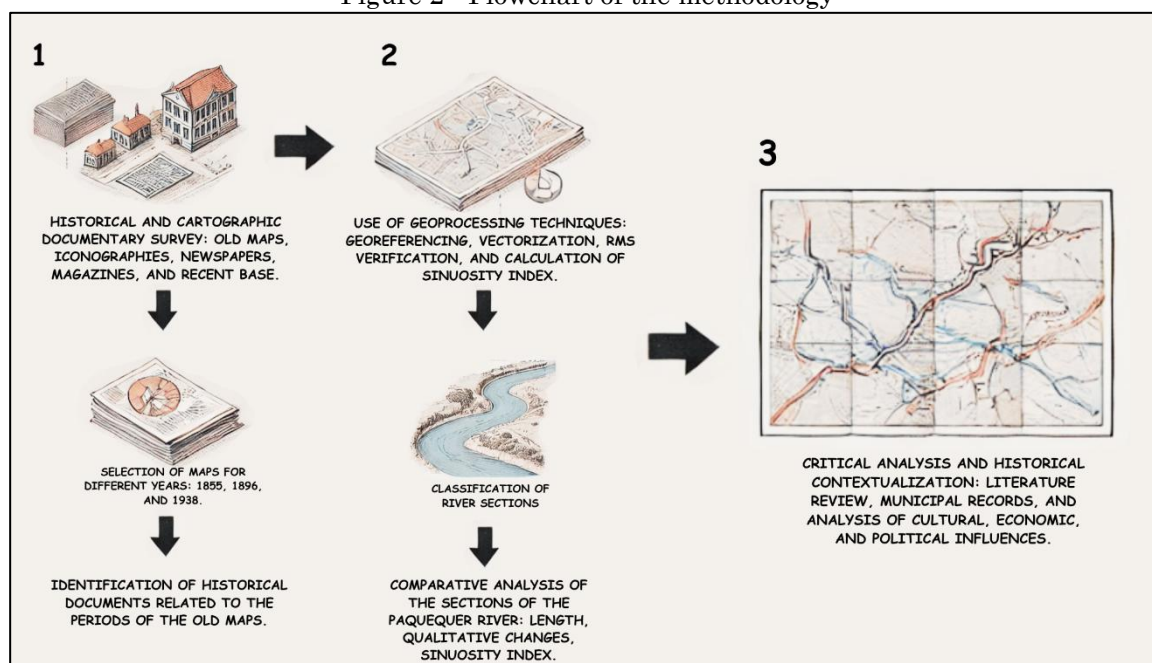 Figure 2 - Flowchart of the methodology
1
HISTORICAL AND CARTOGRAPHIC
DOCUMENTARY SURVEY: OLD MAPS,
ICONOGRAPHIES, NEWSPAPERS,
MAGAZINES, AND RECENT BASE.
SELECTION OF MAPS FOR
DIFFERENT YEARS: 1855, 1896,
AND 1938.
IDENTIFICATION OF HISTORICAL
DOCUMENTS RELATED TO THE
PERIODS OF THE OLD MAPS.
2
USE OF GEOPROCESSING TECHNIQUES:
GEOREFERENCING, VECTORIZATION, RMS
VERIFICATION, AND CALCULATION OF
SINUOSITY INDEX.
CLASSIFICATION OF
RIVER SECTIONS
COMPARATIVE ANALYSIS OF
THE SECTIONS OF THE
PAQUEQUER RIVER: LENGTH,
QUALITATIVE CHANGES,
SINUOSITY INDEX.
3
CRITICAL ANALYSIS AND HISTORICAL
CONTEXTUALIZATION: LITERATURE
REVIEW, MUNICIPAL RECORDS, AND
ANALYSIS OF CULTURAL, ECONOMIC,
AND POLITICAL INFLUENCES.